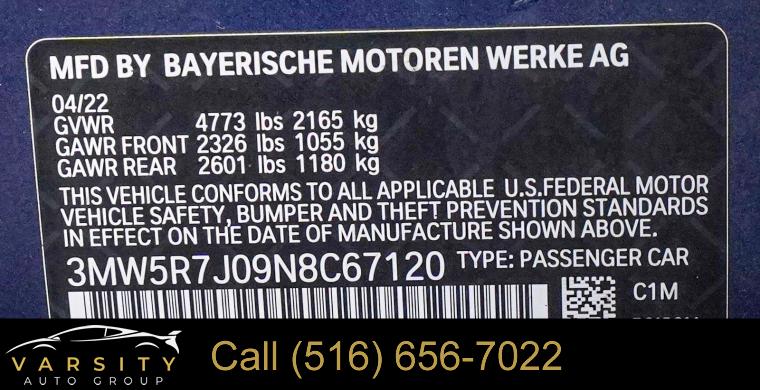 MFD BY BAYERISCHE MOTOREN WERKE AG
04/22
GVWR 4773 lbs 2165 kg
GAWR FRONT 2326 lbs 1055 kg
GAWR REAR 2601 lbs 1180 kg
THIS VEHICLE CONFORMS TO ALL APPLICABLE U.S.FEDERAL MOTOR
VEHICLE SAFETY, BUMPER AND THEFT PREVENTION STANDARDS
IN EFFECT ON THE DATE OF MANUFACTURE SHOWN ABOVE.
3MW5R7J09N8C67120 TYPE: PASSENGER CAR
C1M
VARSITY
AUTO GROUP
Call (516) 656-7022